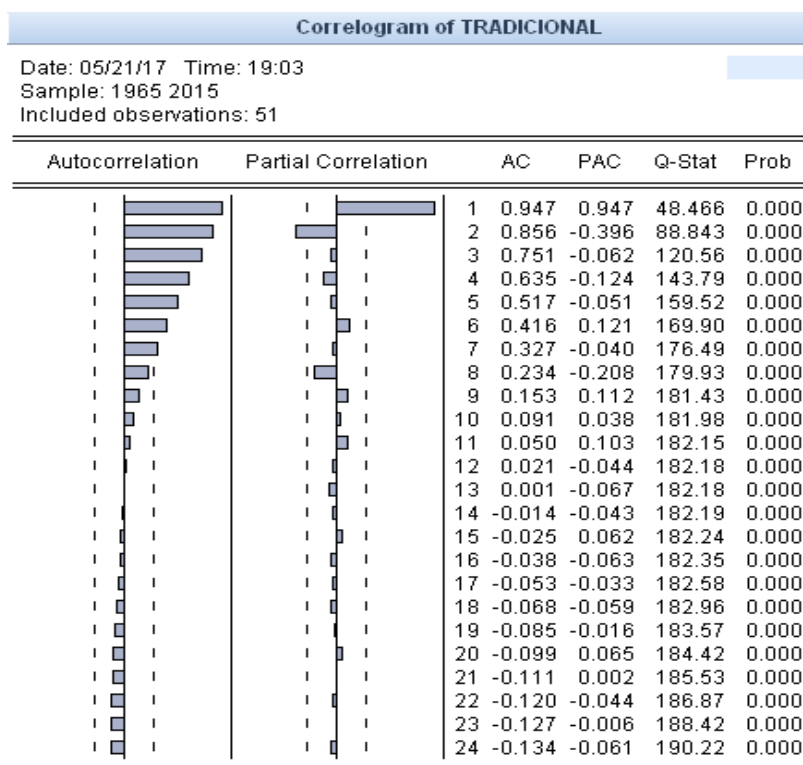 Correlogram of TRADICIONAL
Date: 05/21/17 Time: 19:03
Sample: 1965 2015
Included observations: 51
Autocorrelation Partial Correlation AC PAC Q-Stat Prob
1 0.947 0.947 48.466 0.000
2 0.856 -0.396 88.843 0.000
3 0.751 -0.062 120.56 0.000
4 0.635 -0.124 143.79 0.000
5 0.517 -0.051 159.52 0.000
6 0.416 0.121 169.90 0.000
7 0.327 -0.040 176.49 0.000
8 0.234 -0.208 179.93 0.000
9 0.153 0.112 181.43 0.000
10 0.091 0.038 181.98 0.000
11 0.050 0.103 182.15 0.000
12 0.021 -0.044 182.18 0.000
13 0.001 -0.067 182.18 0.000
14 -0.014 -0.043 182.19 0.000
15 -0.025 0.062 182.24 0.000
16 -0.038 -0.063 182.35 0.000
17 -0.053 -0.033 182.58 0.000
18 -0.068 -0.059 182.96 0.000
19 -0.085 -0.016 183.57 0.000
20 -0.099 0.065 184.42 0.000
21 -0.111 0.002 185.53 0.000
22 -0.120 -0.044 186.87 0.000
23 -0.127 -0.006 188.42 0.000
24 -0.134 -0.061 190.22 0.000